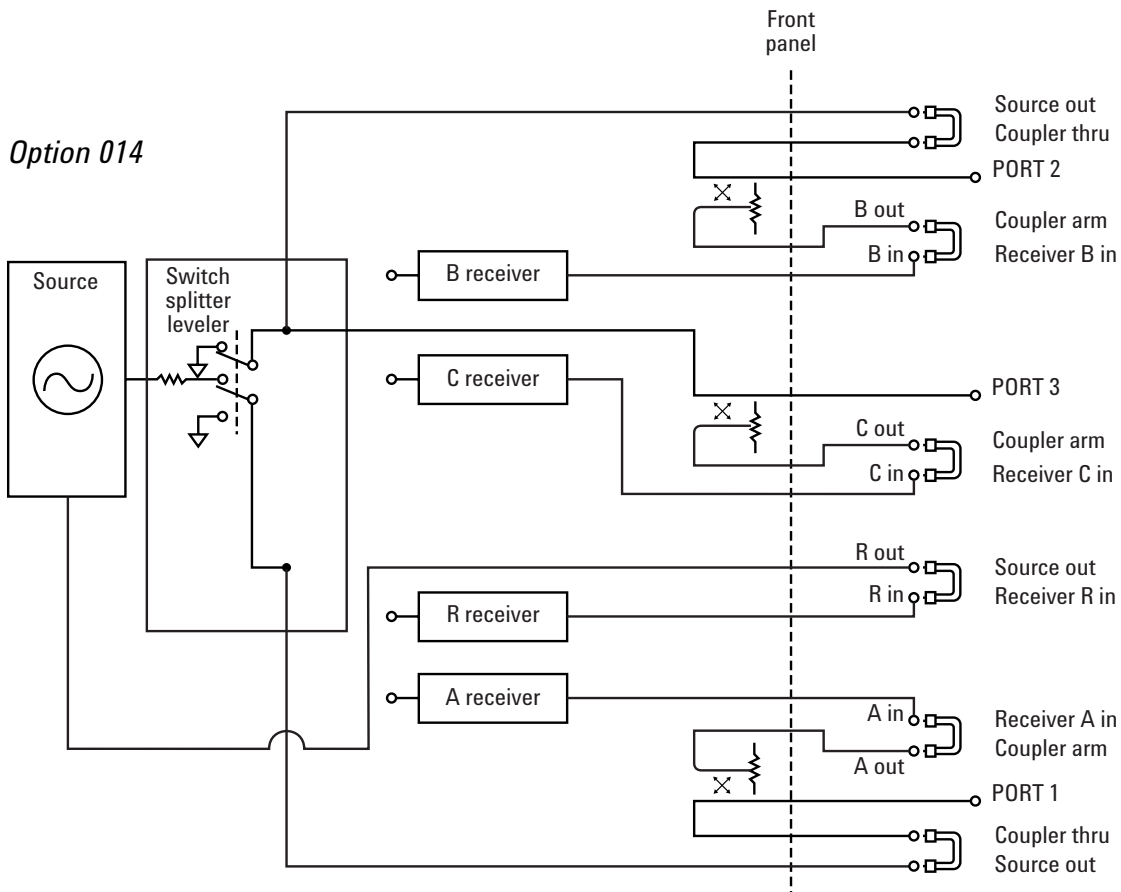 Front
panel
Option 014
Source out
Coupler thru
PORT 2
B out
Coupler arm
B in
Receiver B in
B receiver
Source
Switch
splitter
leveler
C receiver
PORT 3
C out
Coupler arm
C in
Receiver C in
R out
Source out
R in
Receiver R in
R receiver
A receiver
A in
Receiver A in
Coupler arm
A out
PORT 1
Coupler thru
Source out